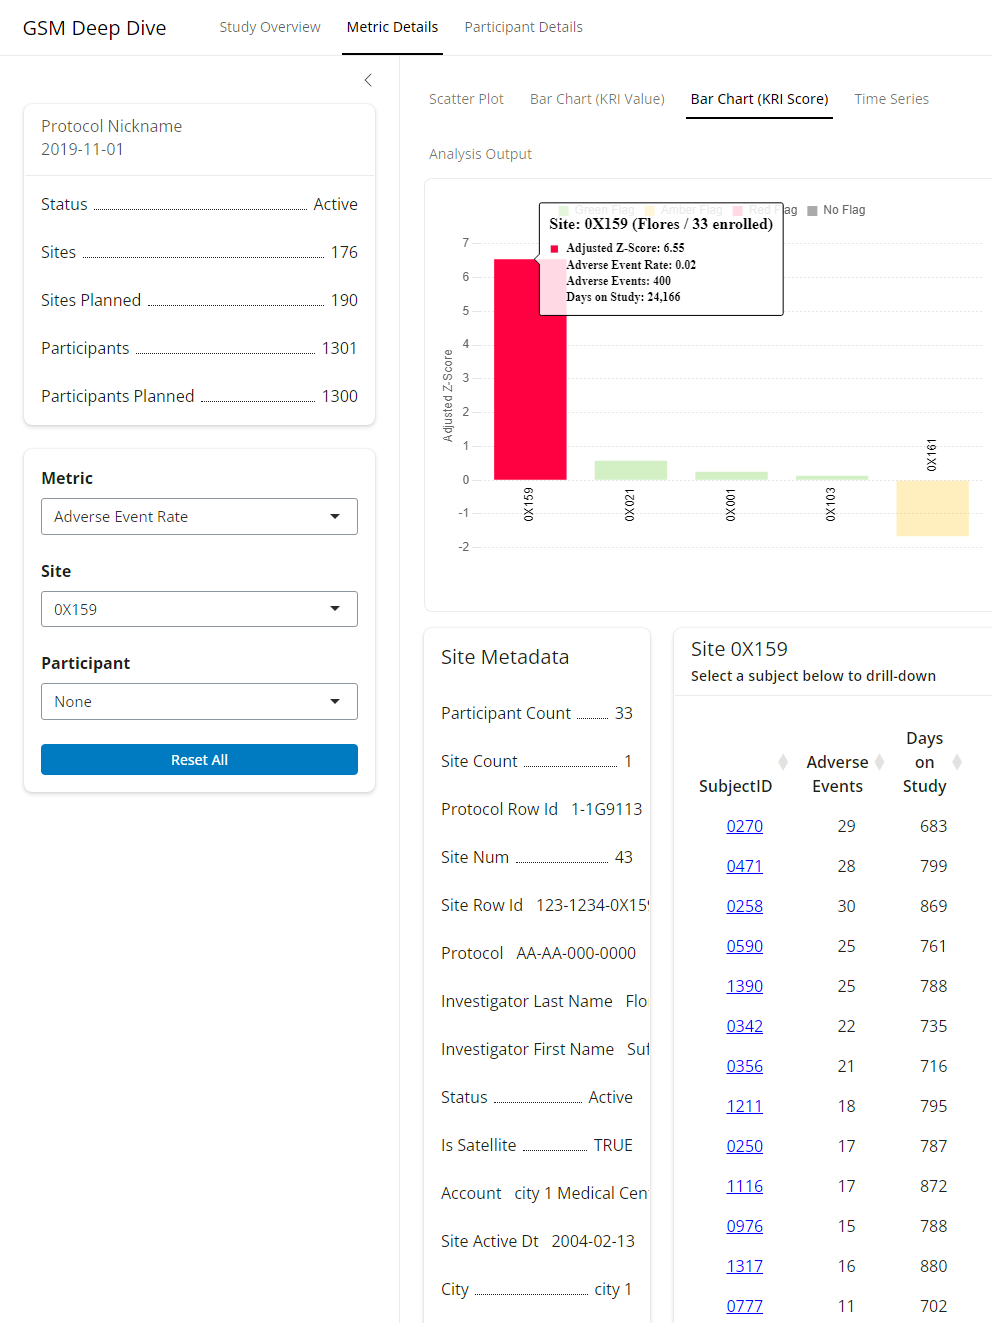 GSM Deep Dive
Study Overview
Metric Details
Participant Details
Protocol Nickname
2019-11-01
Status Active
Sites 176
Sites Planned 190
Participants 1301
Participants Planned 1300
Metric
Adverse Event Rate
Site
0X159
Participant
None
Reset All
Scatter Plot
Bar Chart (KRI Value)
Bar Chart (KRI Score)
Time Series
Analysis Output
Green Flag
Amber Flag
Red Flag
No Flag
Site: 0X159 (Flores / 33 enrolled)
Adjusted Z-Score: 6.55
Adverse Event Rate: 0.02
Adverse Events: 400
Days on Study: 24,166
Adjusted Z-Score
7
6
5
4
3
2
1
0
-1
-2
0X159
0X021
0X001
0X103
0X161
Site Metadata
Participant Count 33
Site Count 1
Protocol Row Id 1-1G9113
Site Num 43
Site Row Id 123-1234-0X159
Protocol AA-AA-000-0000
Investigator Last Name Flo
Investigator First Name Suf
Status Active
Is Satellite TRUE
Account city 1 Medical Cen
Site Active Dt 2004-02-13
City city 1
Site 0X159
Select a subject below to drill-down
SubjectID
Adverse
Events
Days
on
Study
0270 29 683
0471 28 799
0258 30 869
0590 25 761
1390 25 788
0342 22 735
0356 21 716
1211 18 795
0250 17 787
1116 17 872
0976 15 788
1317 16 880
0777 11 702